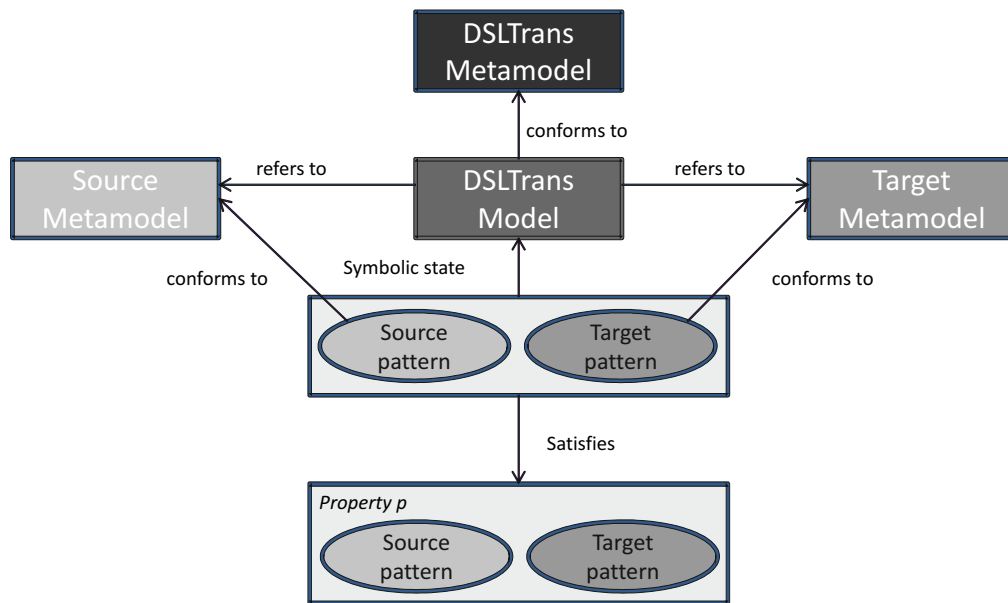 DSLTrans
Metamodel
conforms to
refers to
refers to
Source
Metamodel
DSLTrans
Model
Target
Metamodel
conforms to
Symbolic state
conforms to
Source
pattern
Target
pattern
Satisfies
Property p
Source
pattern
Target
pattern